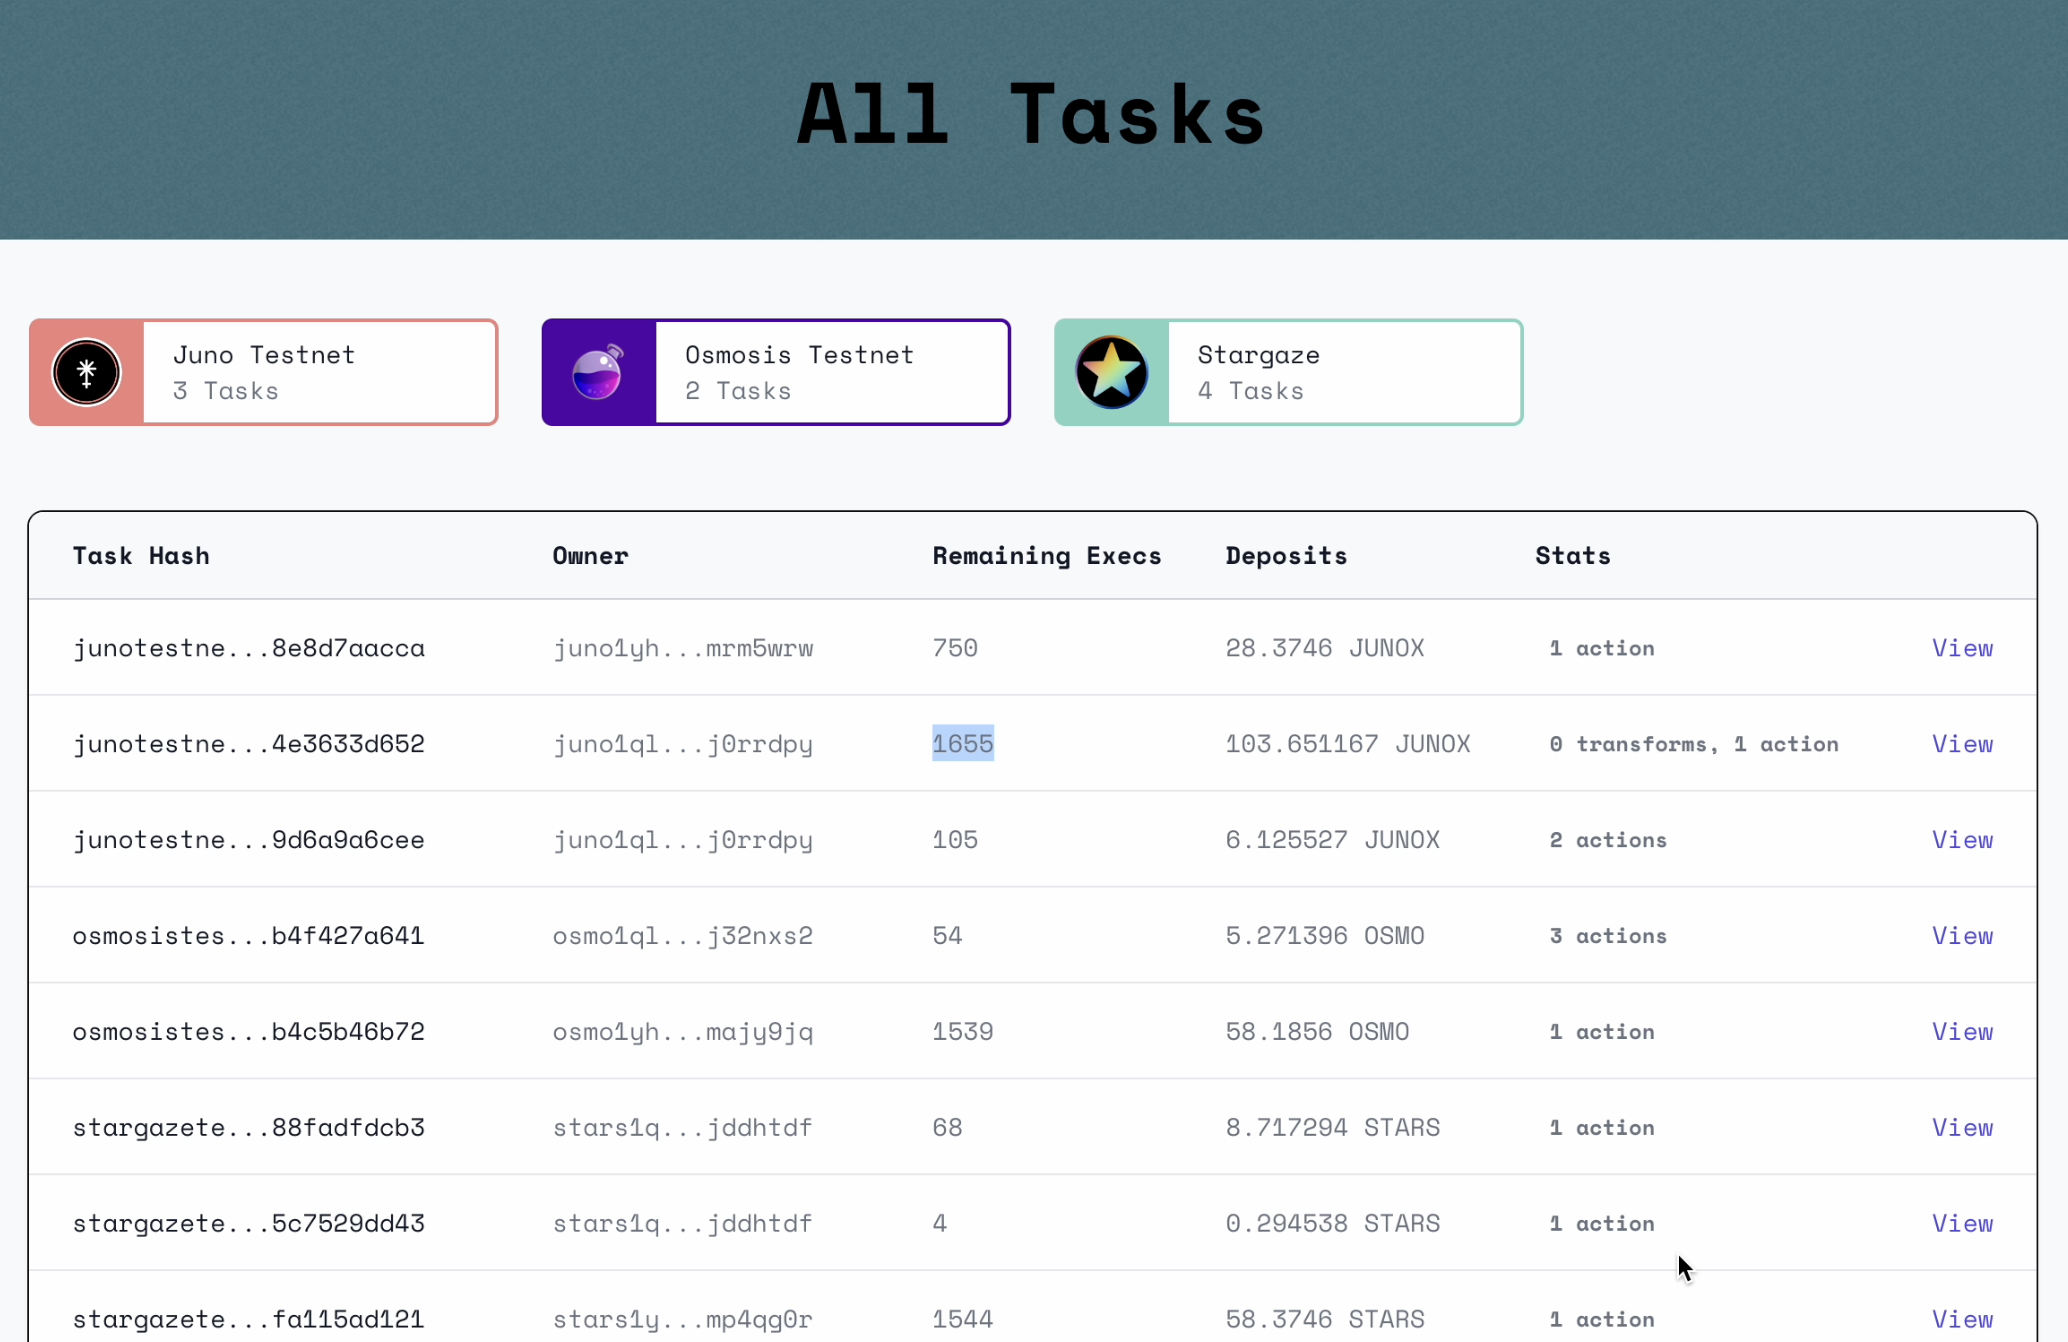 All Tasks
Juno Testnet
3 Tasks
Osmosis Testnet
2 Tasks
Stargaze
4 Tasks
Task Hash Owner Remaining Execs Deposits Stats
junotestne...8e8d7aacca juno1yh...mrm5wrw 750 28.3746 JUNOX 1 action View
junotestne...4e3633d652 juno1ql...j0rrdpy 1655 103.651167 JUNOX 0 transforms, 1 action View
junotestne...9d6a9a6cee juno1ql...j0rrdpy 105 6.125527 JUNOX 2 actions View
osmosistes...b4f427a641 osmo1ql...j32nxs2 54 5.271396 OSMO 3 actions View
osmosistes...b4c5b46b72 osmo1yh...majy9jq 1539 58.1856 OSMO 1 action View
stargazete...88fadfdcb3 stars1q...jddhtdf 68 8.717294 STARS 1 action View
stargazete...5c7529dd43 stars1q...jddhtdf 4 0.294538 STARS 1 action View
stargazete...fa115ad121 stars1y...mp4qg0r 1544 58.3746 STARS 1 action View